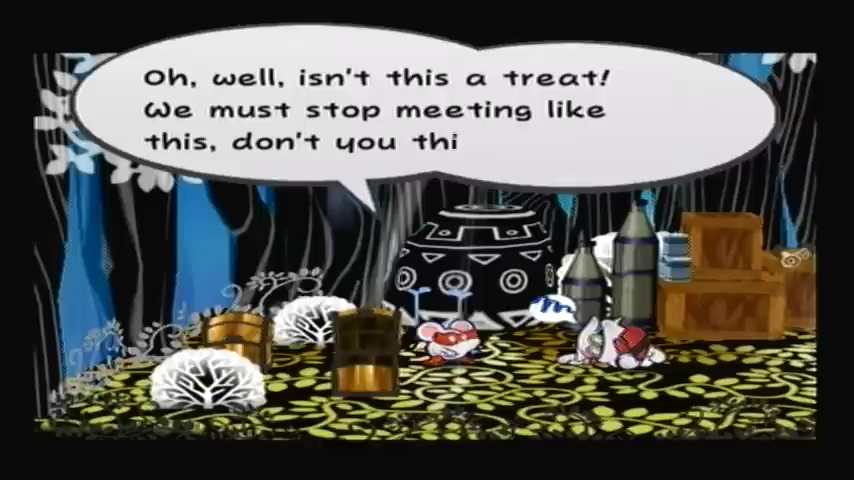 Oh, well, isn't this a treat!
We must stop meeting like
this, don't you thi